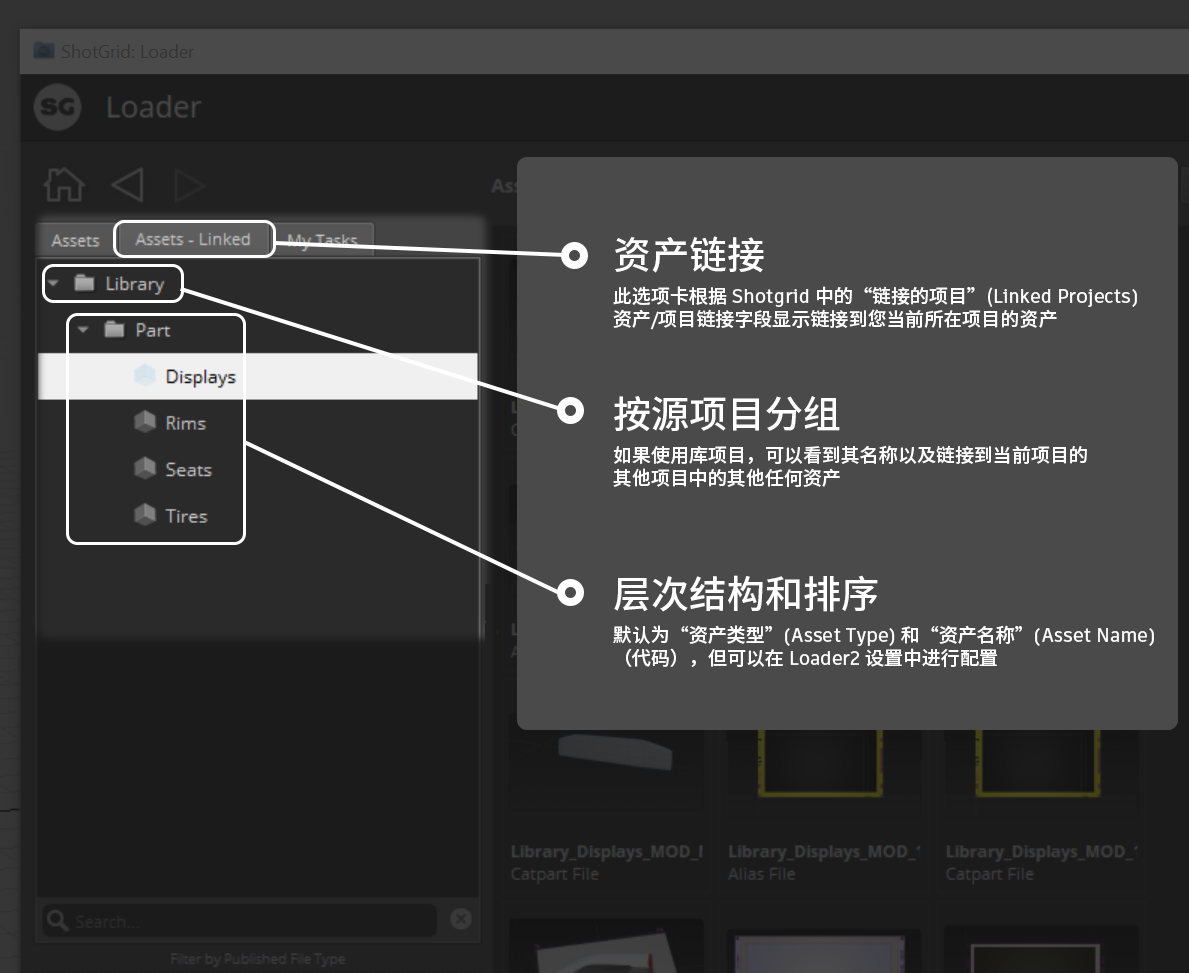 ShotGrid: Loader
SG
Loader
Assets
Assets - Linked
My Tasks
Library
Part
Displays
Rims
Seats
Tires
资产链接
此选项卡根据 Shotgrid 中的“链接的项目”(Linked Projects)
资产/项目链接字段显示链接到您当前所在项目的资产
按源项目分组
如果使用库项目，可以看到其名称以及链接到当前项目的
其他项目中的其他任何资产
层次结构和排序
默认为“资产类型”(Asset Type) 和“资产名称”(Asset Name)
（代码），但可以在 Loader2 设置中进行配置
Library_Displays_MOD_
Catpart File
Library_Displays_MOD_
Alias File
Library_Displays_MOD_
Catpart File
Search...
Filter by Published File Type